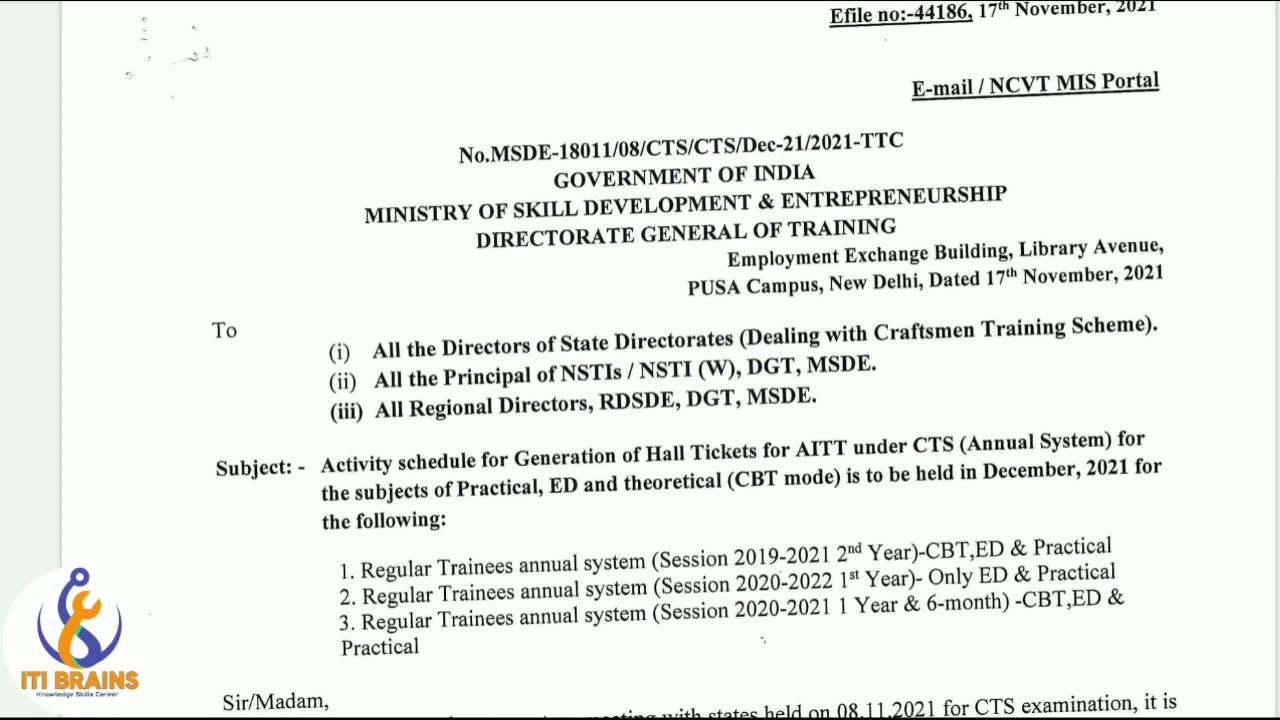 Efile no:-44186, 17th November, 2021
E-mail / NCVT MIS Portal
No.MSDE-18011/08/CTS/CTS/Dec-21/2021-TTC
GOVERNMENT OF INDIA
MINISTRY OF SKILL DEVELOPMENT & ENTREPRENEURSHIP
DIRECTORATE GENERAL OF TRAINING
Employment Exchange Building, Library Avenue,
PUSA Campus, New Delhi, Dated 17th November, 2021
To
(i) All the Directors of State Directorates (Dealing with Craftsmen Training Scheme).
(ii) All the Principal of NSTIs / NSTI (W), DGT, MSDE.
(iii) All Regional Directors, RDSDE, DGT, MSDE.
Subject: - Activity schedule for Generation of Hall Tickets for AITT under CTS (Annual System) for
the subjects of Practical, ED and theoretical (CBT mode) is to be held in December, 2021 for
the following:
1. Regular Trainees annual system (Session 2019-2021 2nd Year)-CBT,ED & Practical
2. Regular Trainees annual system (Session 2020-2022 1st Year)- Only ED & Practical
3. Regular Trainees annual system (Session 2020-2021 1 Year & 6-month) -CBT,ED &
Practical
Sir/Madam,
meeting with states held on 08.11.2021 for CTS examination, it is
ITI BRAINS
Knowledge Skills Career